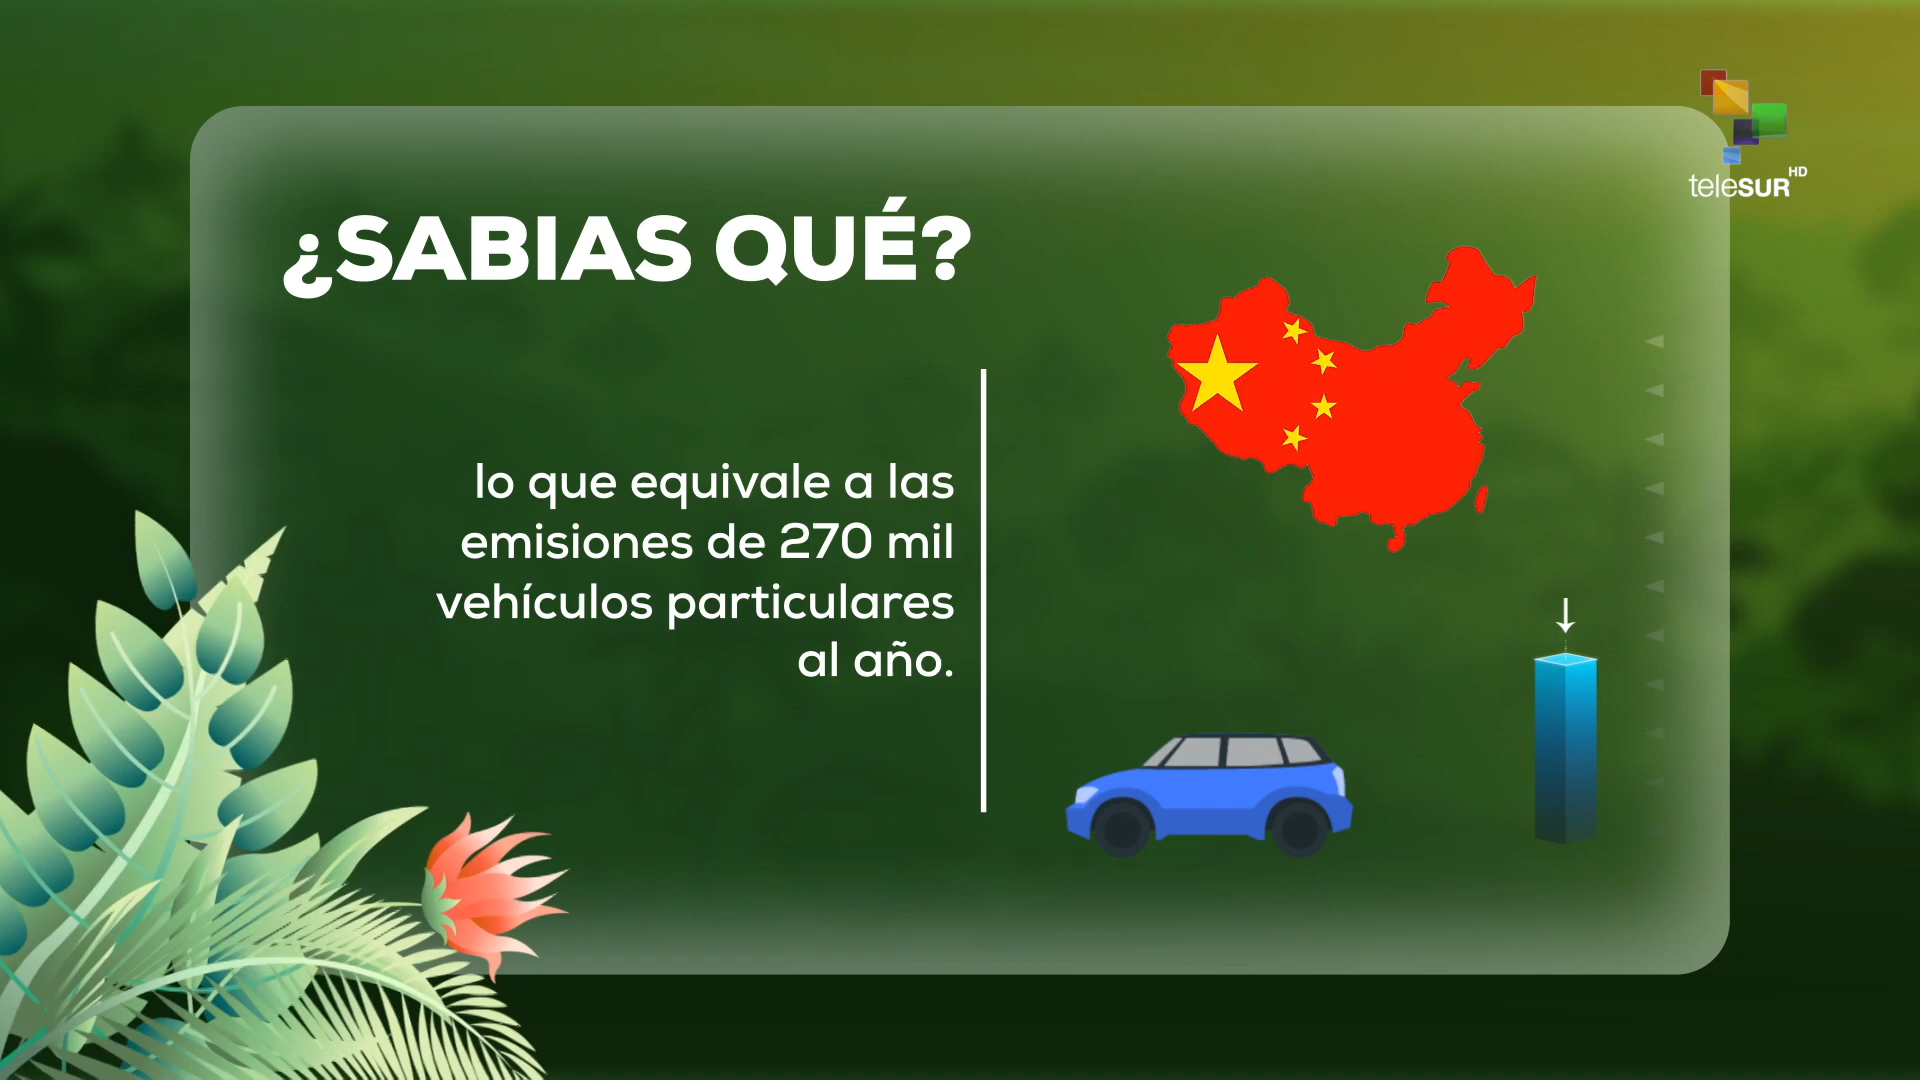 teleSUR HD
¿SABIAS QUÉ?
lo que equivale a las
emisiones de 270 mil
vehículos particulares
al año.